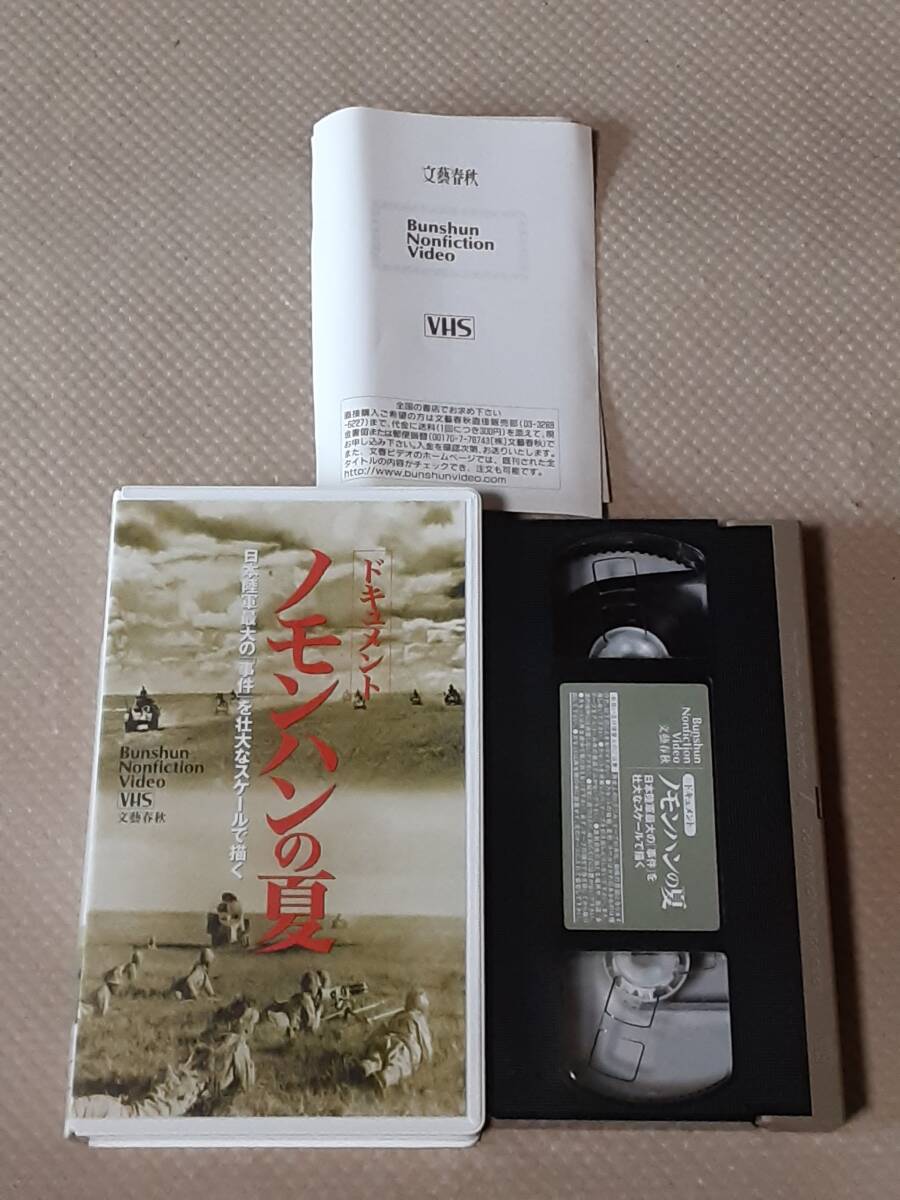 文藝春秋
Bunshun
Nonfiction
Video
VHS
全国の書店でお求め下さい
直接購入ご希望の方は文藝春秋直接販売部(03-3288
-6227)まで、代金に送料(1回につき300円)を添えて、現
金書留または郵便振替(00170-7-78743[株]文藝春秋)で
お申し込み下さい。入金を確認次第、お送りいたします。
また、文春ビデオのホームページでは、既刊された全
タイトルの内容がチェックでき、注文も可能です。
http://www.bunshunvideo.com
ドキュメント
ノモンハンの夏
日本陸軍最大の「事件」を壮大なスケールで描く
Bunshun
Nonfiction
Video
VHS
文藝春秋
Bunshun
Nonfiction
Video
文藝春秋
ドキュメント
ノモンハンの夏
日本陸軍最大の「事件」を
壮大なスケールで描く